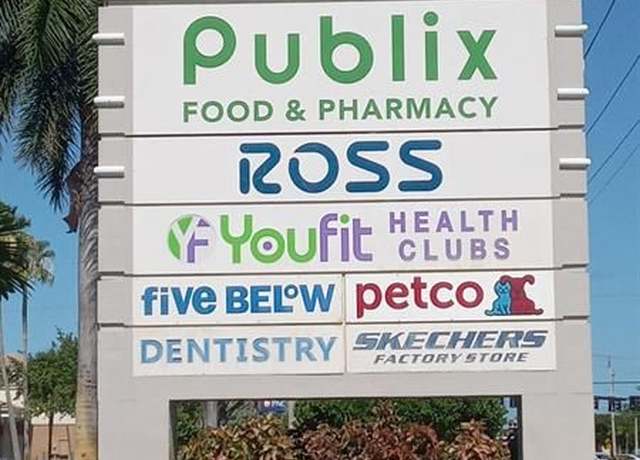 Publix
FOOD & PHARMACY
ROSS
YF Youfit HEALTH CLUBS
five BELOW petco
DENTISTRY SKECHERS
FACTORY STORE